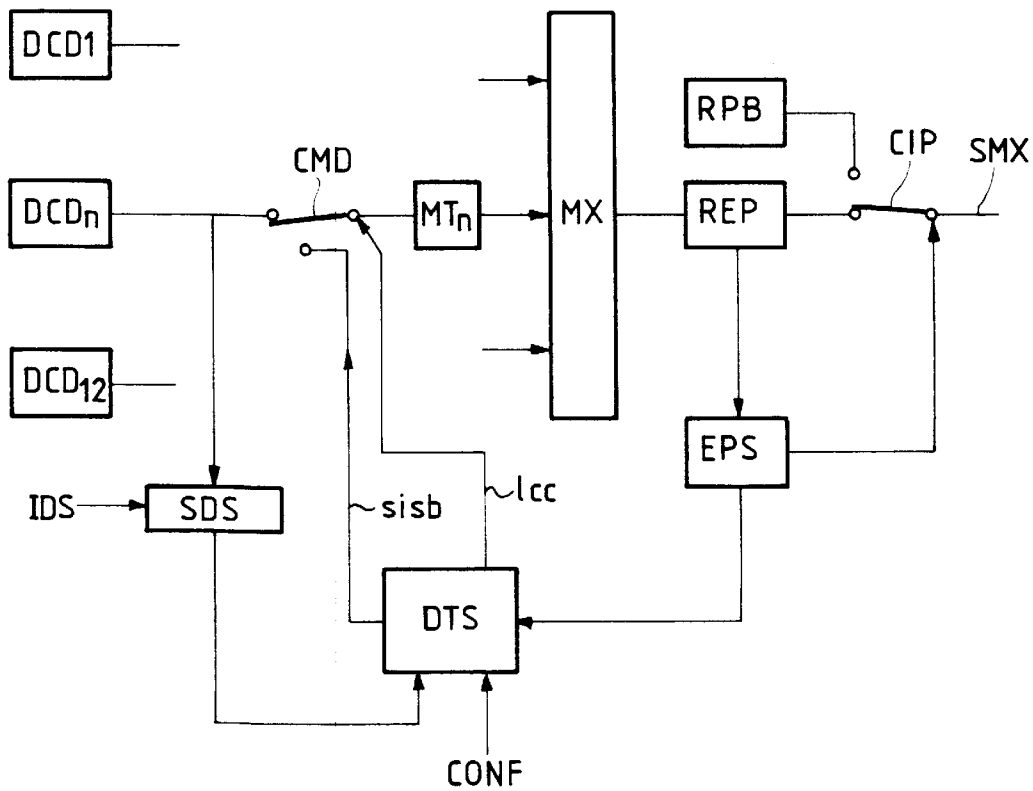 DCD1
RPB
CIP
SMX
CMD
DCDn
MTn
MX
REP
DCD12
EPS
IDS
SDS
sisb
lcc
DTS
CONF